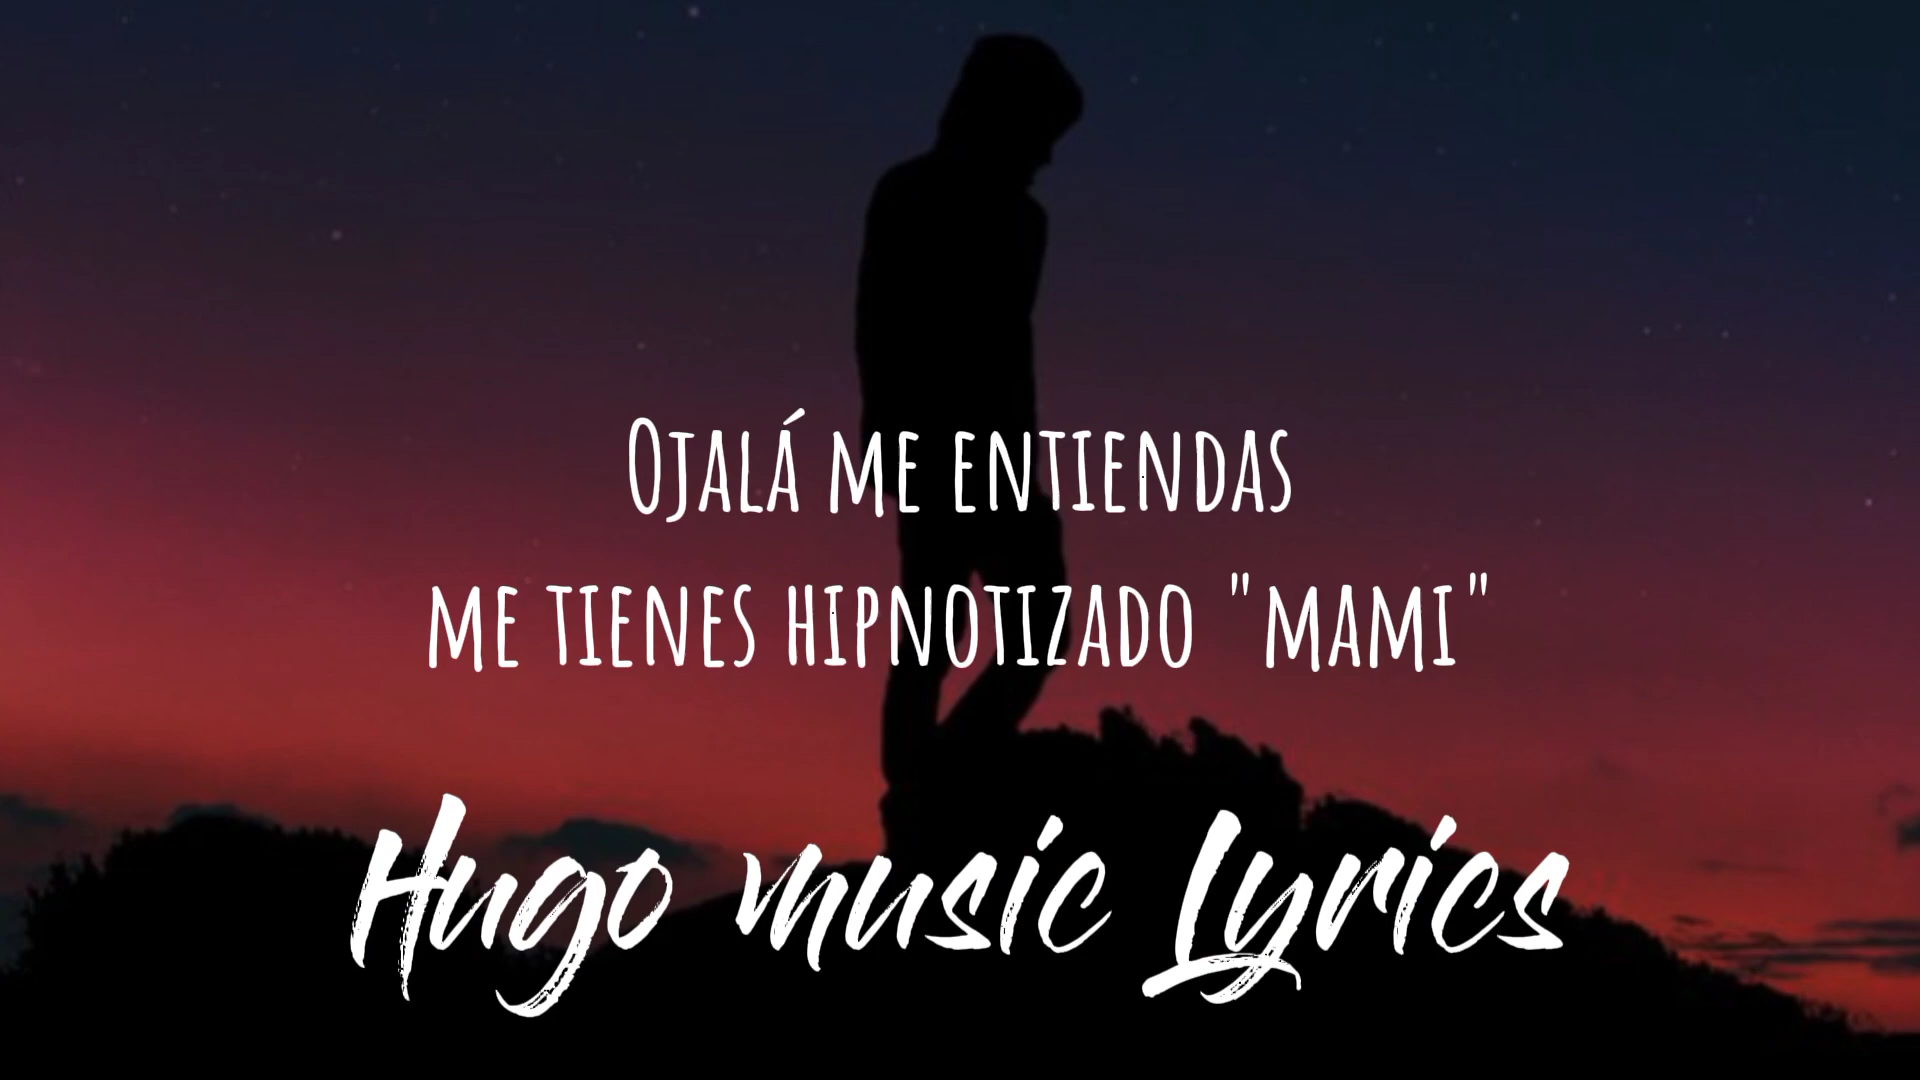 Ojalá me entiendas
me tienes hipnotizado "mami"
Hugo music Lyrics